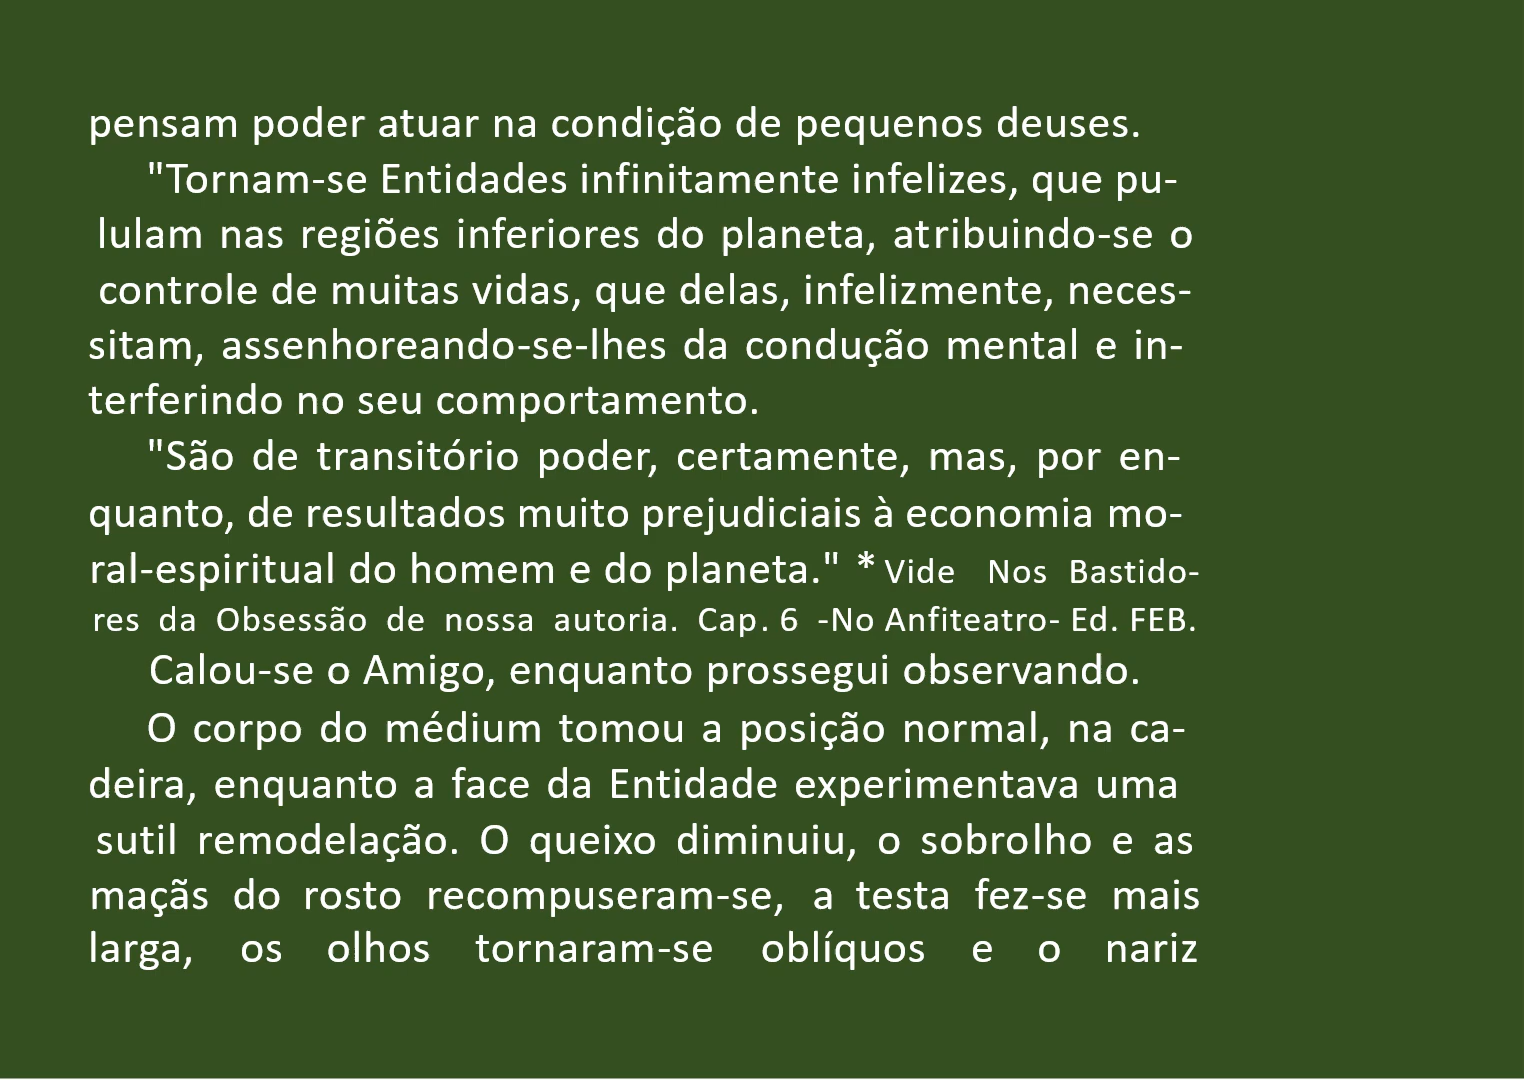 pensam poder atuar na condição de pequenos deuses.
"Tornam-se Entidades infinitamente infelizes, que pu-
lulam nas regiões inferiores do planeta, atribuindo-se o
controle de muitas vidas, que delas, infelizmente, neces-
sitam, assenhoreando-se-lhes da condução mental e in-
terferindo no seu comportamento.
"São de transitório poder, certamente, mas, por en-
quanto, de resultados muito prejudiciais à economia mo-
ral-espiritual do homem e do planeta." * Vide Nos Bastido-
res da Obsessão de nossa autoria. Cap. 6 -No Anfiteatro- Ed. FEB.
Calou-se o Amigo, enquanto prossegui observando.
O corpo do médium tomou a posição normal, na ca-
deira, enquanto a face da Entidade experimentava uma
sutil remodelação. O queixo diminuiu, o sobrolho e as
maçãs do rosto recompuseram-se, a testa fez-se mais
larga, os olhos tornaram-se oblíquos e o nariz